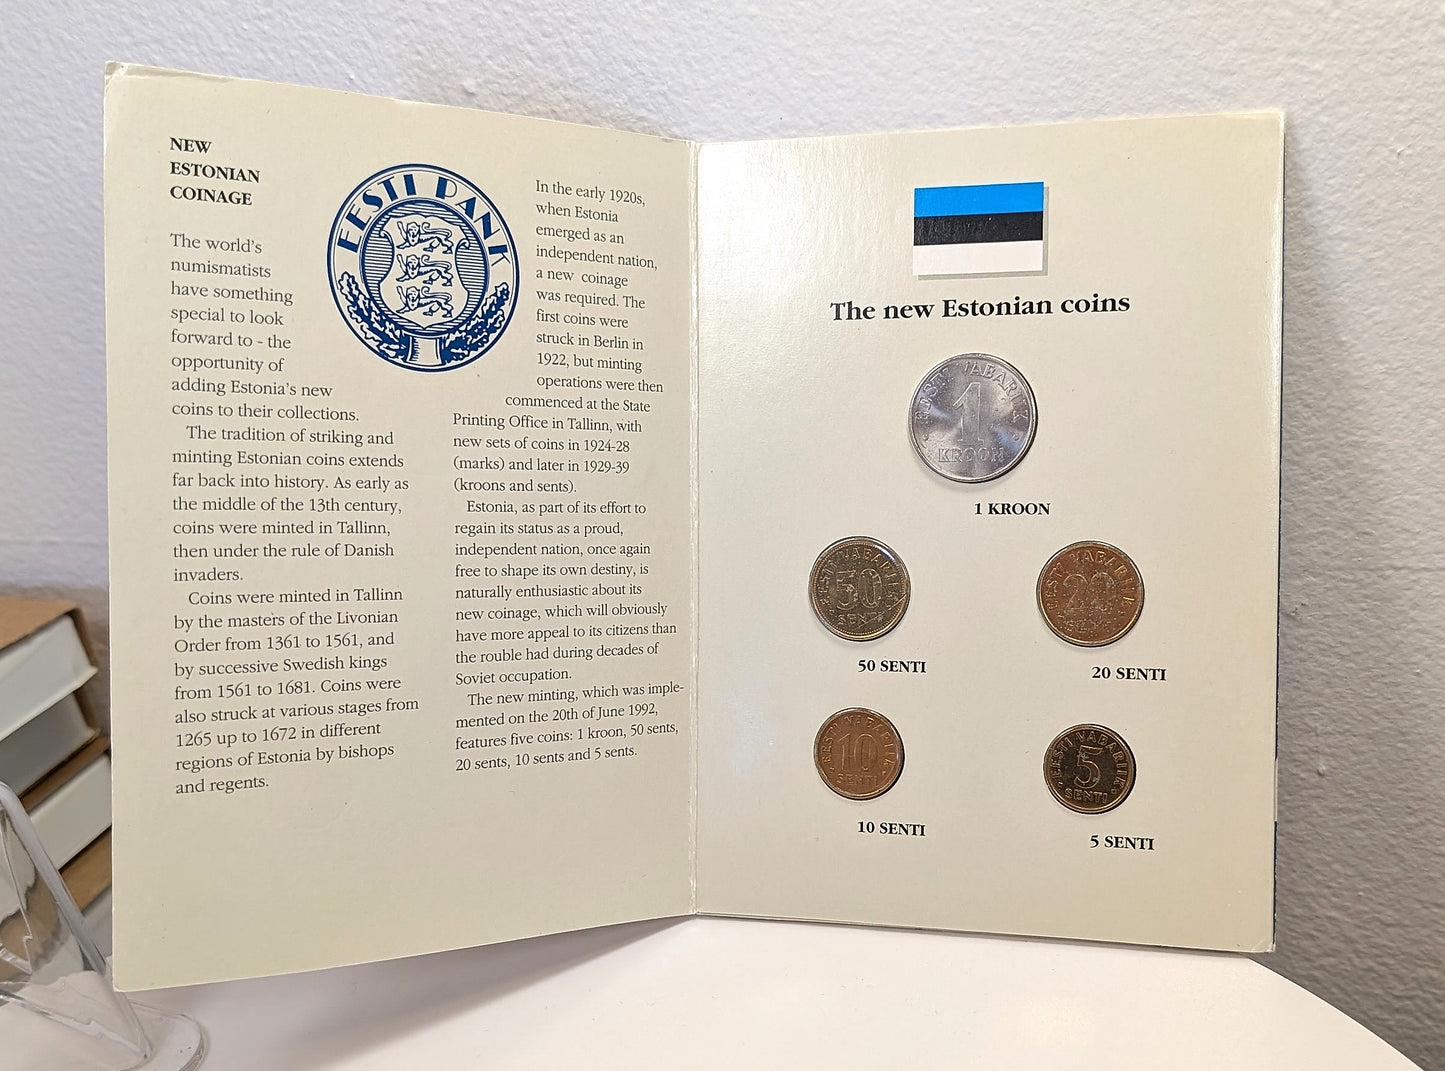 NEW
ESTONIAN
COINAGE
The world's
numismatists
have something
special to look
forward to - the
opportunity of
adding Estonia's new
coins to their collections.
The tradition of striking and
minting Estonian coins extends
far back into history. As early as
the middle of the 13th century,
coins were minted in Tallinn,
then under the rule of Danish
invaders.
Coins were minted in Tallinn
by the masters of the Livonian
Order from 1361 to 1561, and
by successive Swedish kings
from 1561 to 1681. Coins were
also struck at various stages from
1265 up to 1672 in different
regions of Estonia by bishops
and regents.
EESTI PANK
In the early 1920s,
when Estonia
emerged as an
independent nation,
a new coinage
was required. The
first coins were
struck in Berlin in
1922, but minting
operations were then
commenced at the State
Printing Office in Tallinn, with
new sets of coins in 1924-28
(marks) and later in 1929-39
(kroons and sents).
Estonia, as part of its effort to
regain its status as a proud,
independent nation, once again
free to shape its own destiny, is
naturally enthusiastic about its
new coinage, which will obviously
have more appeal to its citizens than
the rouble had during decades of
Soviet occupation.
The new minting, which was imple-
mented on the 20th of June 1992,
features five coins: 1 kroon, 50 sents,
20 sents, 10 sents and 5 sents.
The new Estonian coins
EESTI VABARIIK
1
KROON
1 KROON
EESTI VABARIIK
50
SENTI
50 SENTI
EESTI VABARIIK
20
SENTI
20 SENTI
EESTI VABARIIK
10
SENTI
10 SENTI
EESTI VABARIIK
5
SENTI
5 SENTI